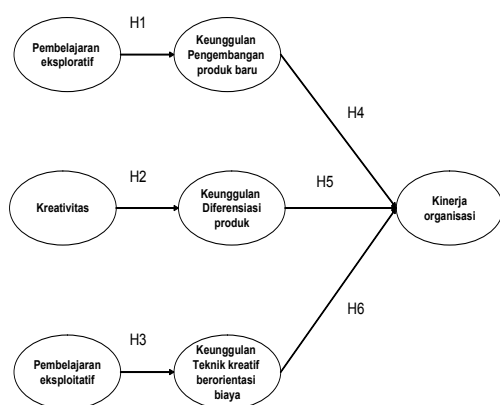 H1
Pembelajaran
eksploratif
Keunggulan
Pengembangan
produk baru
H4
H2
H5
Kreativitas
Keunggulan
Diferensiasi
produk
Kinerja
organisasi
H3
H6
Pembelajaran
eksploitatif
Keunggulan
Teknik kreatif
berorientasi
biaya